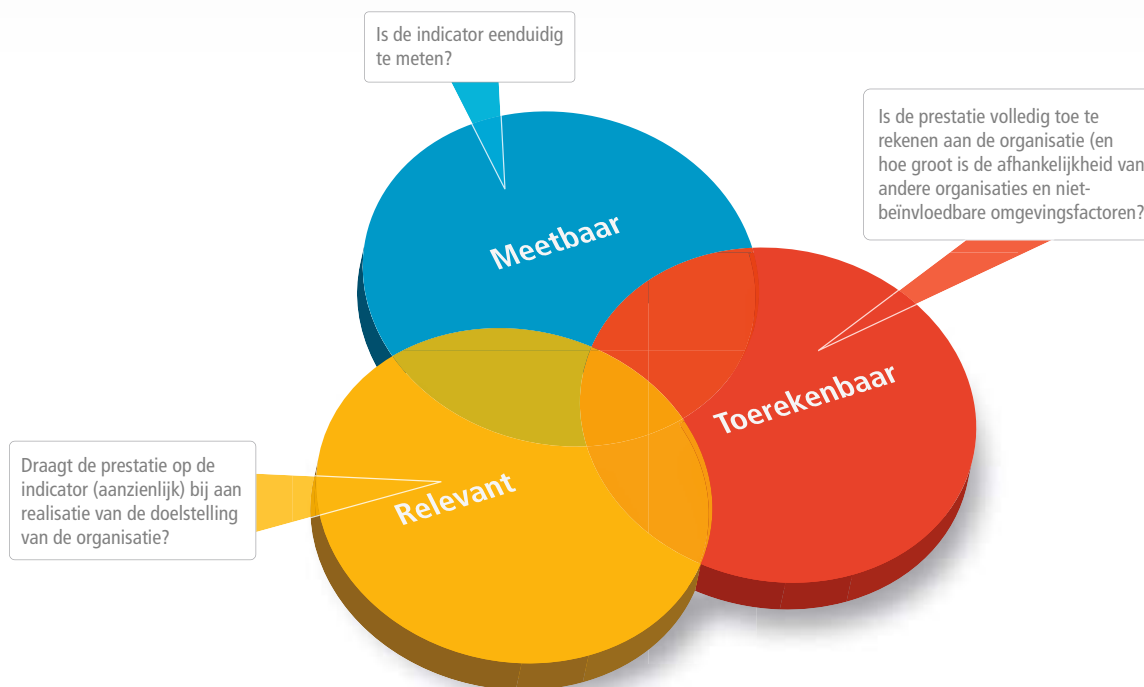 Is de indicator eenduidig
te meten?
Is de prestatie volledig toe te
rekenen aan de organisatie (en
hoe groot is de afhankelijkheid van
andere organisaties en niet-
beïnvloedbare omgevingsfactoren?
Meetbaar
Toerekenbaar
Draagt de prestatie op de
indicator (aanzienlijk) bij aan
realisatie van de doelstelling
van de organisatie?
Relevant